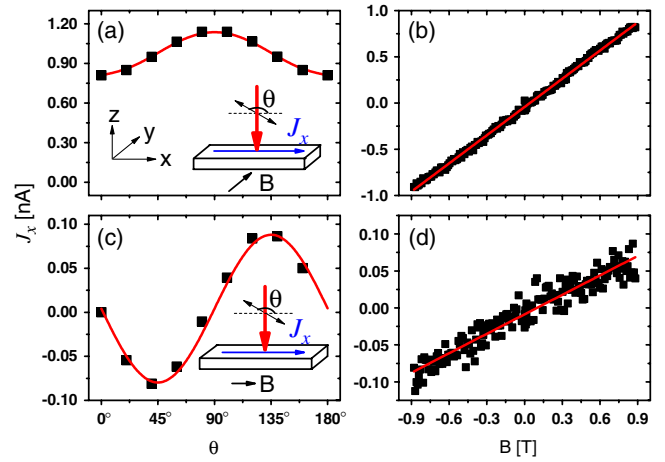 (a)
1.20
0.90
0.60
0.30
0.00
z
y
x
θ
J_x
B
(b)
1.0
0.5
0.0
-0.5
-1.0
J_x [nA]
(c)
0.10
0.05
0.00
-0.05
-0.10
θ
J_x
B
0° 45° 90° 135° 180°
θ
(d)
0.10
0.05
0.00
-0.05
-0.10
-0.9 -0.6 -0.3 0.0 0.3 0.6 0.9
B [T]